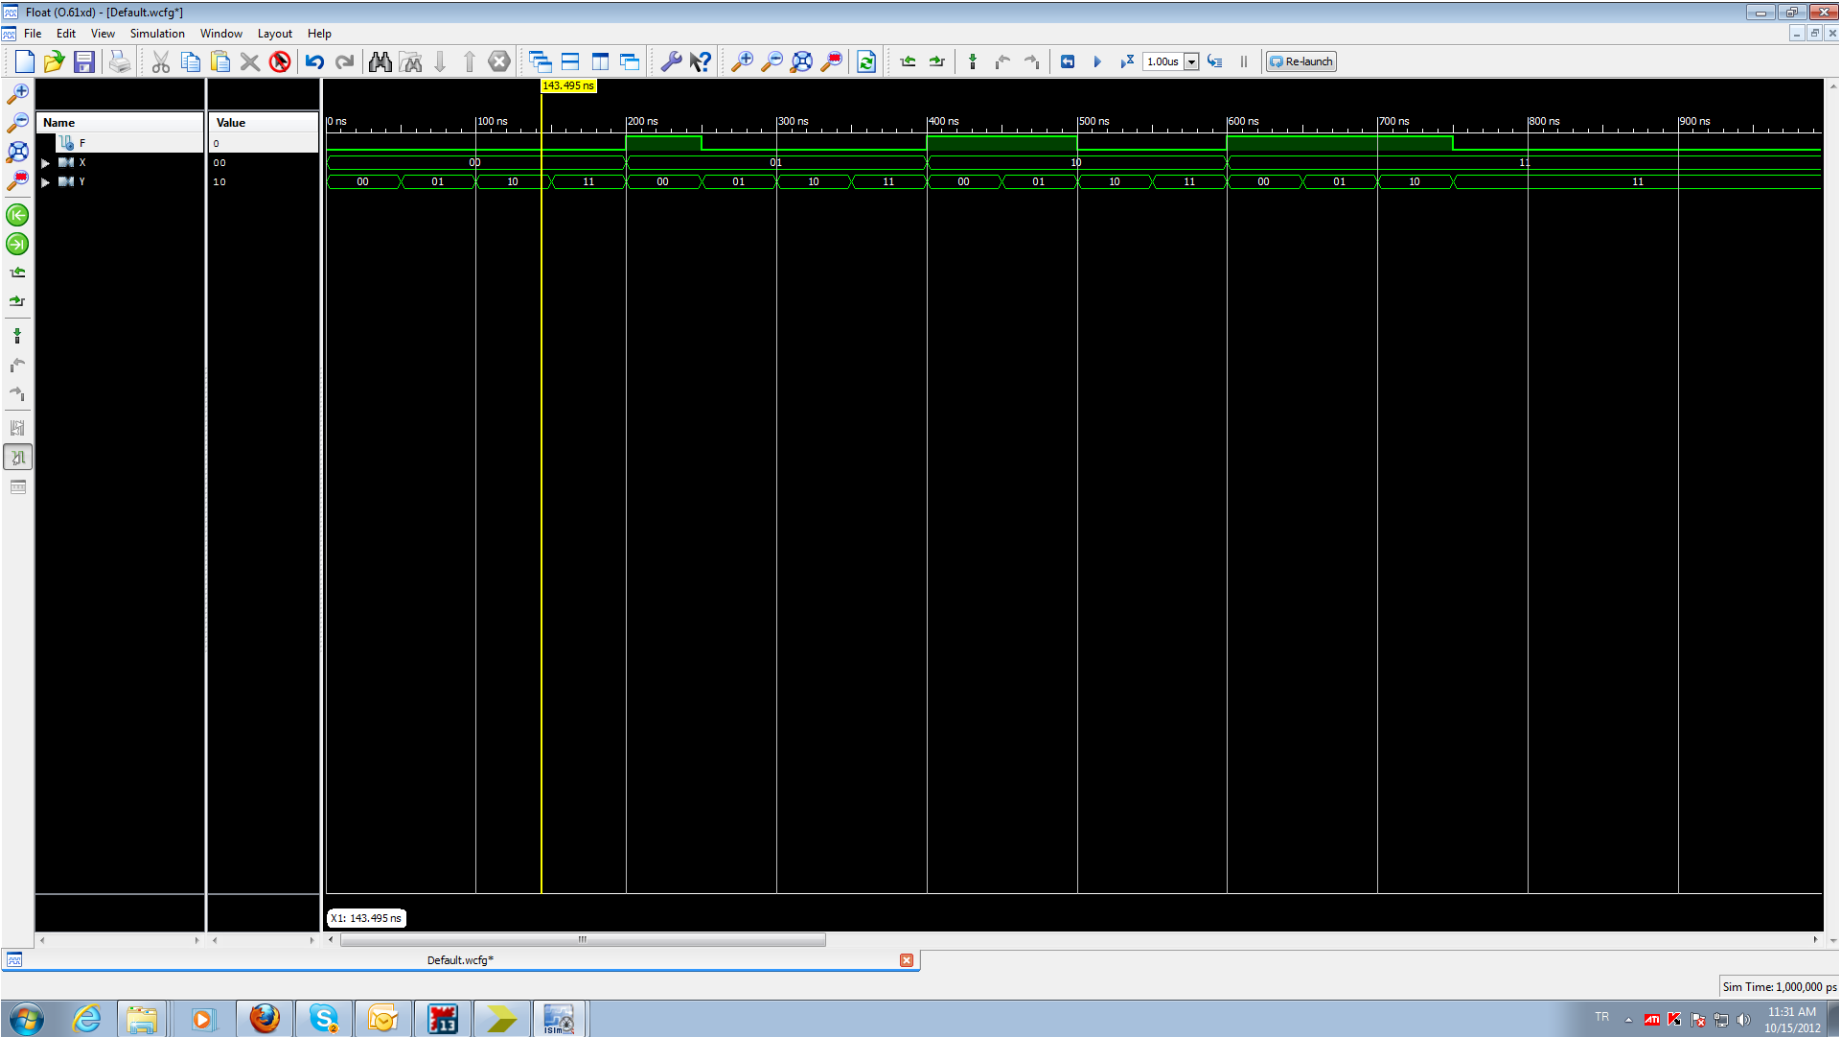 Float (O.61xd) - [Default.wcfg*]
File Edit View Simulation Window Layout Help
1.00us Re-launch
143.495 ns
Name Value
0 ns 100 ns 200 ns 300 ns 400 ns 500 ns 600 ns 700 ns 800 ns 900 ns
F 0
X 00 00 01 10 11
Y 10 00 01 10 11 00 01 10 11 00 01 10 11 00 01 10 11
X1: 143.495 ns
Default.wcfg*
Sim Time: 1,000,000 ps
13
ISim
TR ATI 11:31 AM
10/15/2012